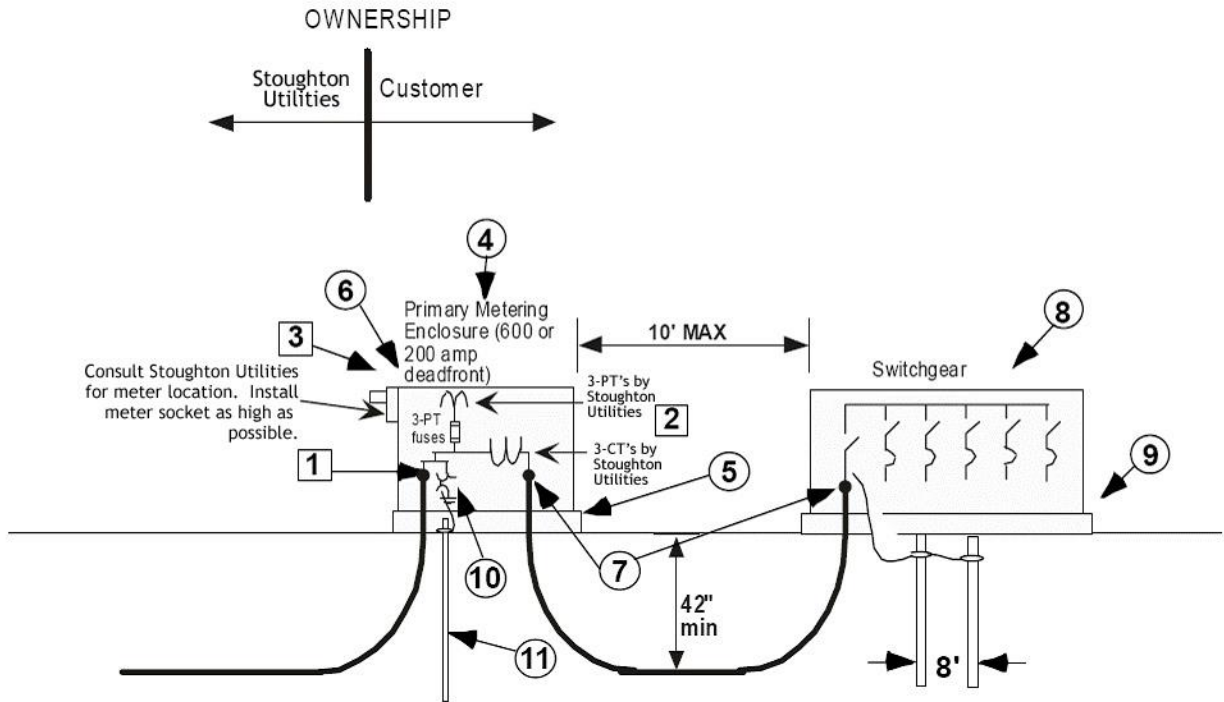 OWNERSHIP
Stoughton
Utilities
Customer
4
6
Primary Metering
Enclosure (600 or
200 amp
deadfront)
3
10' MAX
8
Consult Stoughton Utilities
for meter location. Install
meter socket as high as
possible.
Switchgear
3-PT's by
Stoughton
Utilities
2
3-PT
fuses
3-CT's by
Stoughton
Utilities
1
5
9
10
7
42"
min
11
8'